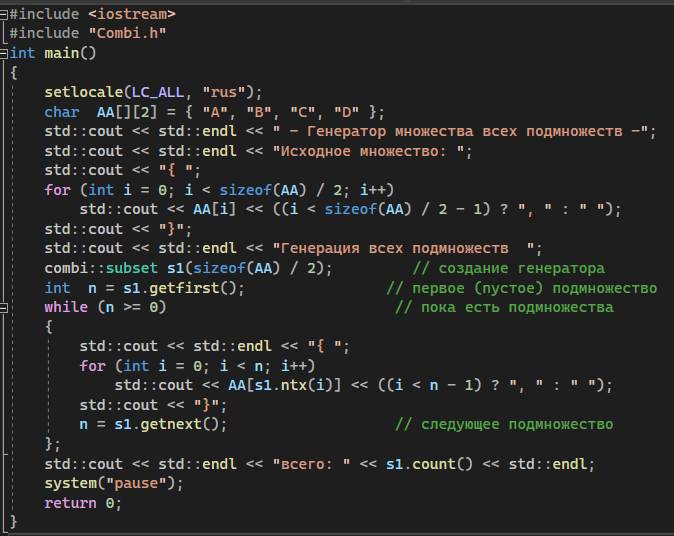 #include <iostream>
#include "Combi.h"
int main()
{
setlocale(LC_ALL, "rus");
char  AA[][2] = { "A", "B", "C", "D" };
std::cout << std::endl << " - Генератор множества всех подмножеств -";
std::cout << std::endl << "Исходное множество: ";
std::cout << "{ ";
for (int i = 0; i < sizeof(AA) / 2; i++)
std::cout << AA[i] << ((i < sizeof(AA) / 2 - 1) ? ", " : " ");
std::cout << "}";
std::cout << std::endl << "Генерация всех подмножеств  ";
combi::subset s1(sizeof(AA) / 2);         // создание генератора
int  n = s1.getfirst();                // первое (пустое) подмножество
while (n >= 0)                          // пока есть подмножества
{
std::cout << std::endl << "{ ";
for (int i = 0; i < n; i++)
std::cout << AA[s1.ntx(i)] << ((i < n - 1) ? ", " : " ");
std::cout << "}";
n = s1.getnext();                   // следующее подмножество
};
std::cout << std::endl << "всего: " << s1.count() << std::endl;
system("pause");
return 0;
}